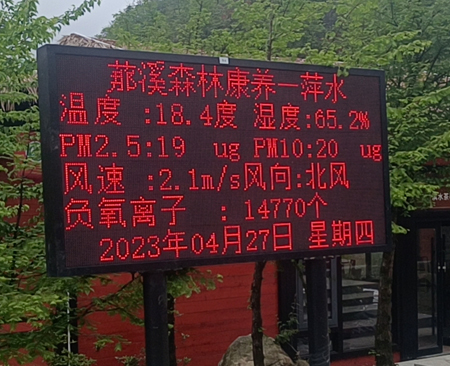 蒎溪森林康养一萍水
温度 :18.4度 湿度:65.2%
PM2.5:19 ug PM10:20 ug
风速 :2.1m/s风向:北风
负氧离子 : 14770个
2023年04月27日 星期四